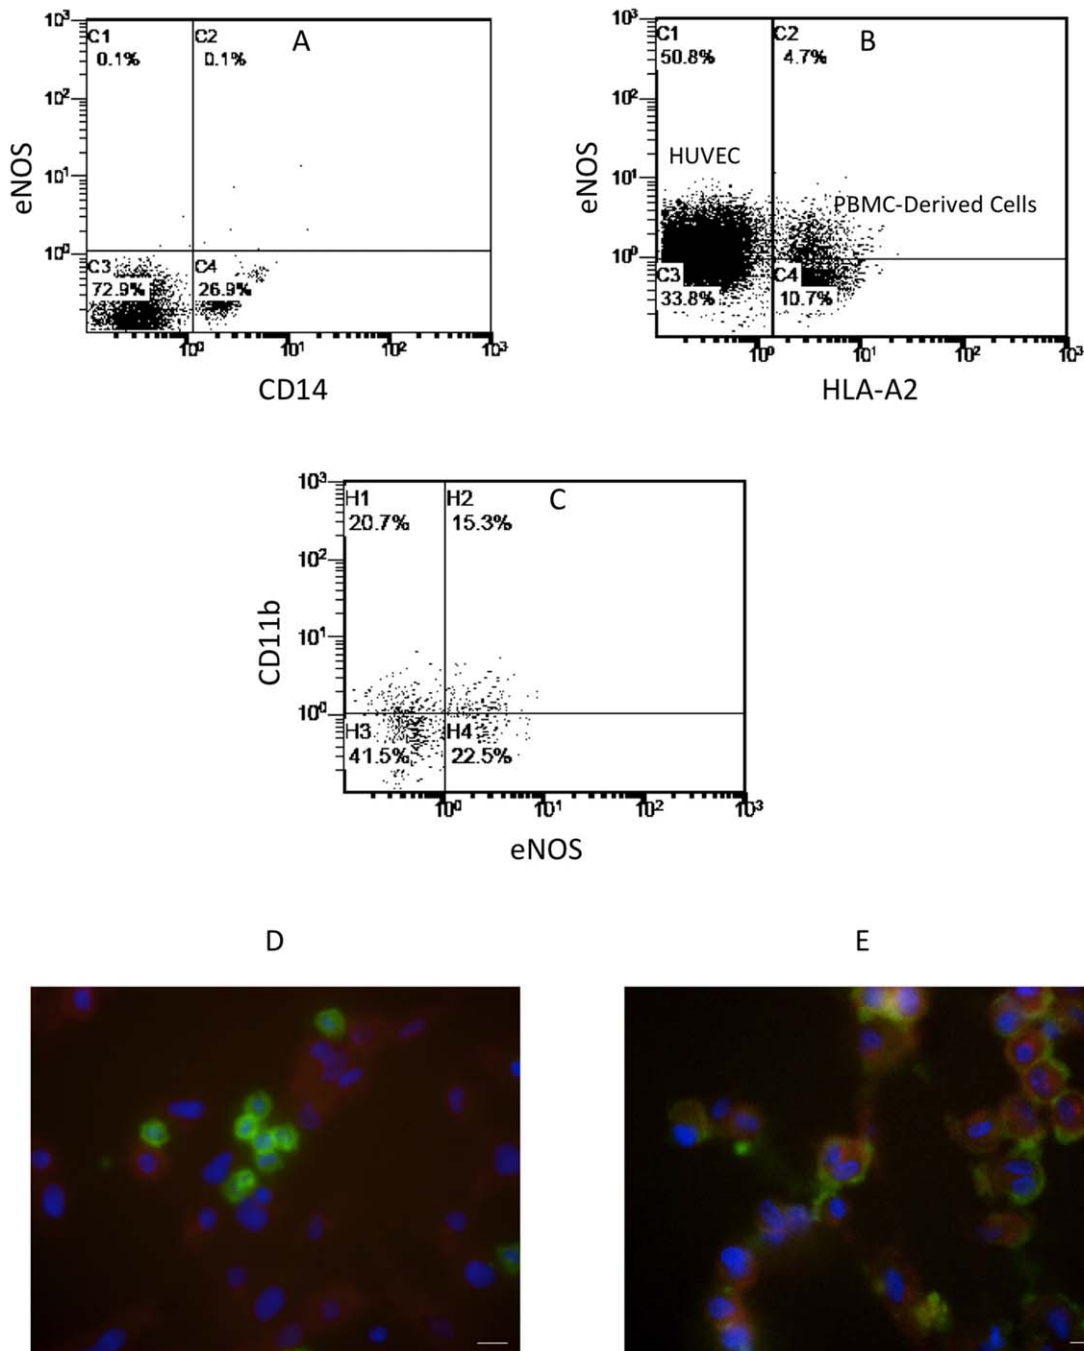 A
C1
0.1%
C2
0.1%
C3
72.9%
C4
26.9%
10³
10²
10¹
10⁰
10⁰
10¹
10²
10³
eNOS
CD14
B
C1
50.8%
C2
4.7%
HUVEC
PBMC-Derived Cells
C3
33.8%
C4
10.7%
10³
10²
10¹
10⁰
10⁰
10¹
10²
10³
eNOS
HLA-A2
C
H1
20.7%
H2
15.3%
H3
41.5%
H4
22.5%
10³
10²
10¹
10⁰
10⁰
10¹
10²
10³
CD11b
eNOS
D
E